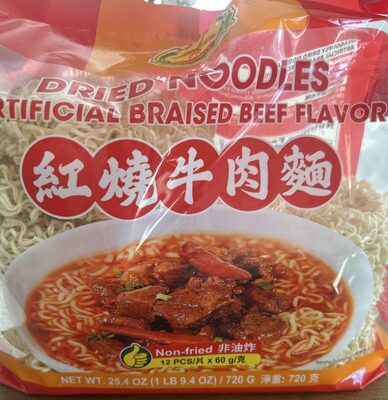 DRIED NOODLES
RTIFICIAL BRAISED BEEF FLAVOR
紅燒牛肉麵
Non-fried 非油炸
12 PCS/片 x 60 g/克
NET WT. 25.4 OZ (1 LB 9.4 OZ) / 720 G 淨重: 720 克